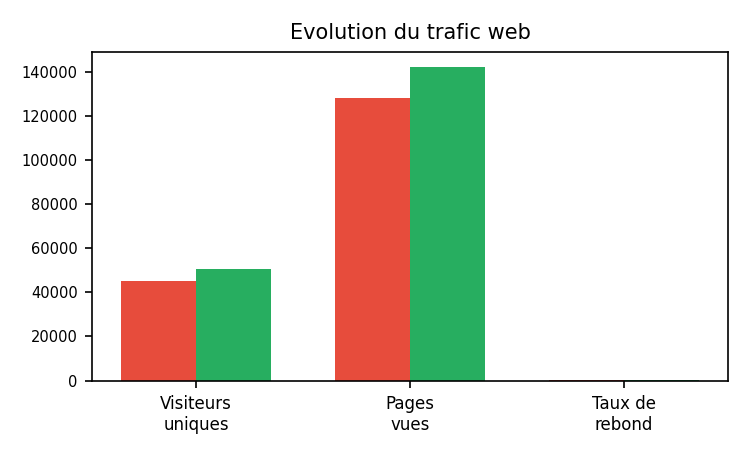 Evolution du trafic web
140000
120000
100000
80000
60000
40000
20000
0
Visiteurs
uniques
Pages
vues
Taux de
rebond